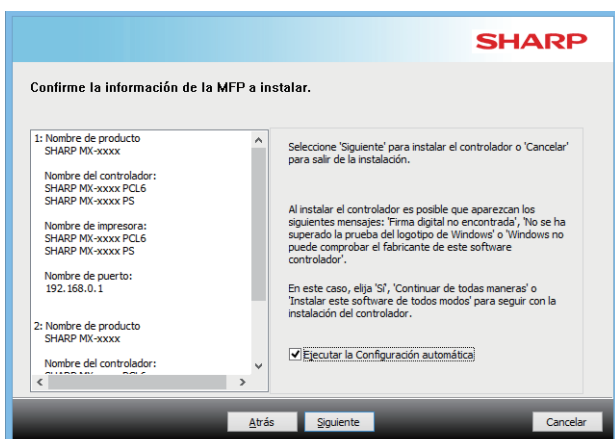 SHARP
Confirme la información de la MFP a instalar.
1: Nombre de producto
SHARP MX-xxxx
Nombre del controlador:
SHARP MX-xxxx PCL6
SHARP MX-xxxx PS
Nombre de impresora:
SHARP MX-xxxx PCL6
SHARP MX-xxxx PS
Nombre de puerto:
192.168.0.1
2: Nombre de producto
SHARP MX-xxxx
Nombre del controlador:
Seleccione 'Siguiente' para instalar el controlador o 'Cancelar'
para salir de la instalación.
Al instalar el controlador es posible que aparezcan los
siguientes mensajes: 'Firma digital no encontrada', 'No se ha
superado la prueba del logotipo de Windows' o 'Windows no
puede comprobar el fabricante de este software
controlador'.
En este caso, elija 'Sí', 'Continuar de todas maneras' o
'Instalar este software de todos modos' para seguir con la
instalación del controlador.
Ejecutar la Configuración automática
Atrás
Siguiente
Cancelar